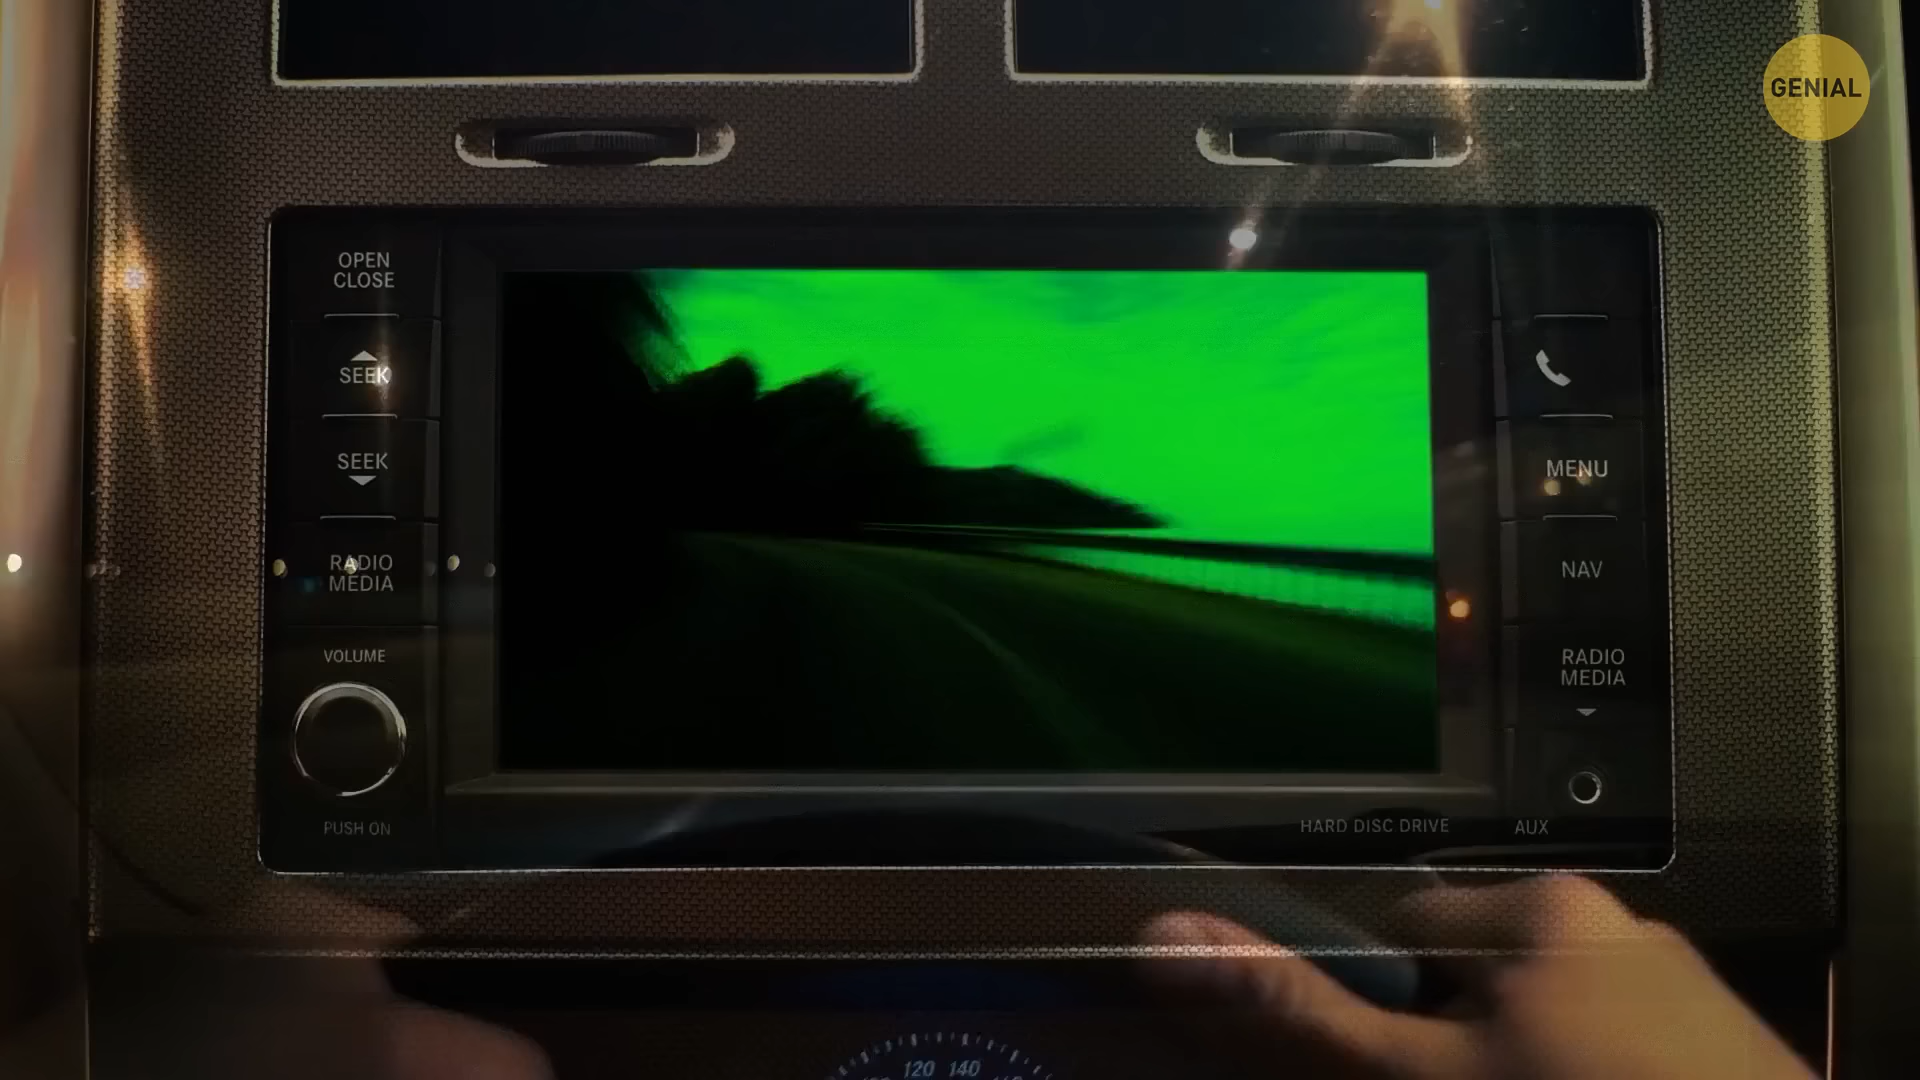 GENIAL
OPEN
CLOSE
SEEK
SEEK
RADIO
MEDIA
VOLUME
PUSH ON
MENU
NAV
RADIO
MEDIA
HARD DISC DRIVE
AUX
120 140